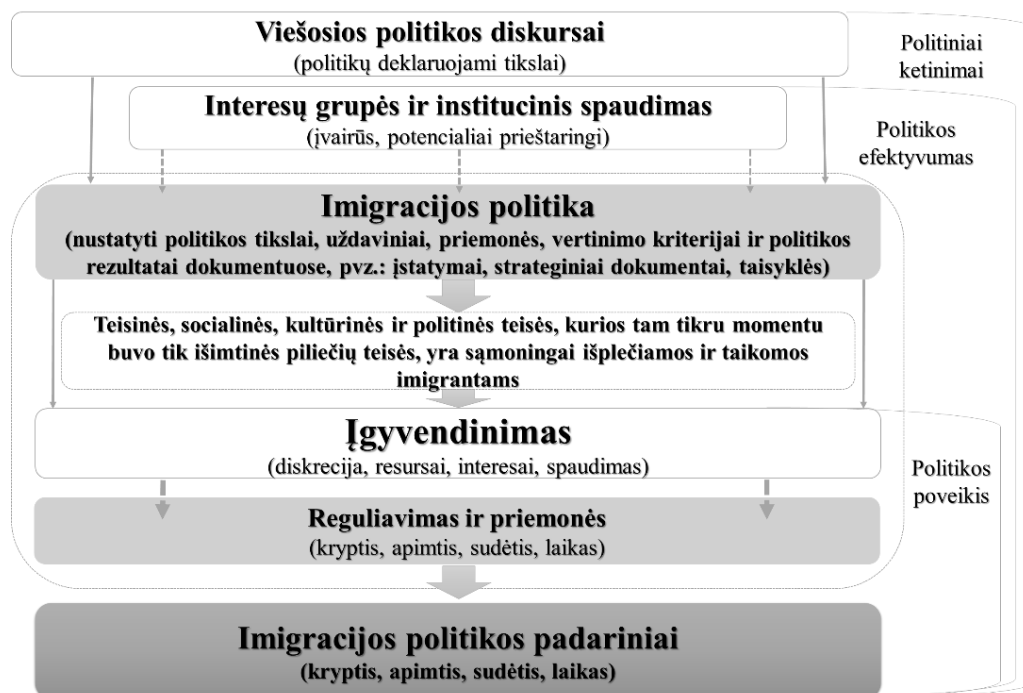 Viešosios politikos diskursai
(politikų deklaruojami tikslai)
Politiniai
ketinimai
Interesų grupės ir institucinis spaudimas
(įvairūs, potencialiai prieštaringi)
Politikos
efektyvumas
Imigracijos politika
(nustatyti politikos tikslai, uždaviniai, priemonės, vertinimo kriterijai ir politikos
rezultatai dokumentuose, pvz.: įstatymai, strateginiai dokumentai, taisyklės)
Teisinės, socialinės, kultūrinės ir politinės teisės, kurios tam tikru momentu
buvo tik išimtinės piliečių teisės, yra sąmoningai išplečiamos ir taikomos
imigrantams
Įgyvendinimas
(diskrecija, resursai, interesai, spaudimas)
Politikos
poveikis
Reguliavimas ir priemonės
(kryptis, apimtis, sudėtis, laikas)
Imigracijos politikos padariniai
(kryptis, apimtis, sudėtis, laikas)